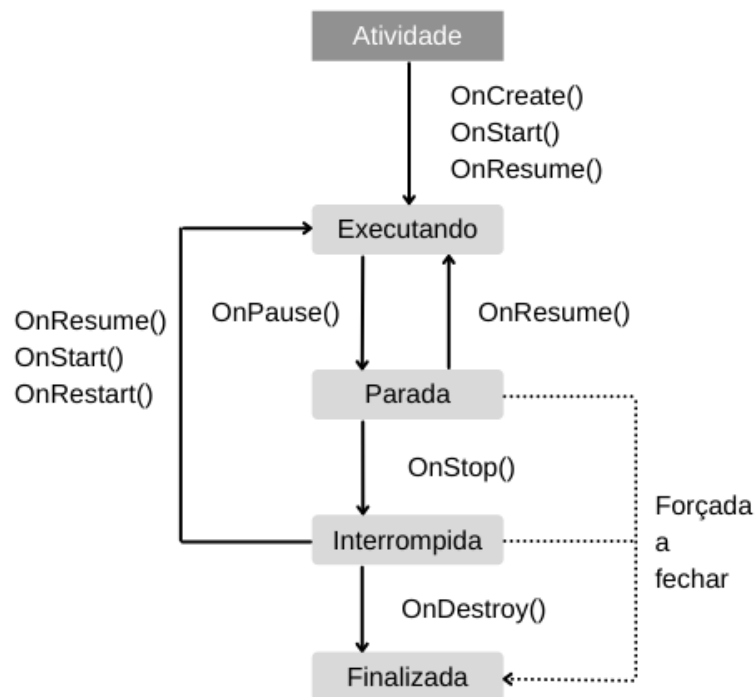 Atividade
OnCreate()
OnStart()
OnResume()
Executando
OnResume()
OnStart()
OnRestart()
OnPause()
OnResume()
Parada
OnStop()
Forçada
a
fechar
Interrompida
OnDestroy()
Finalizada